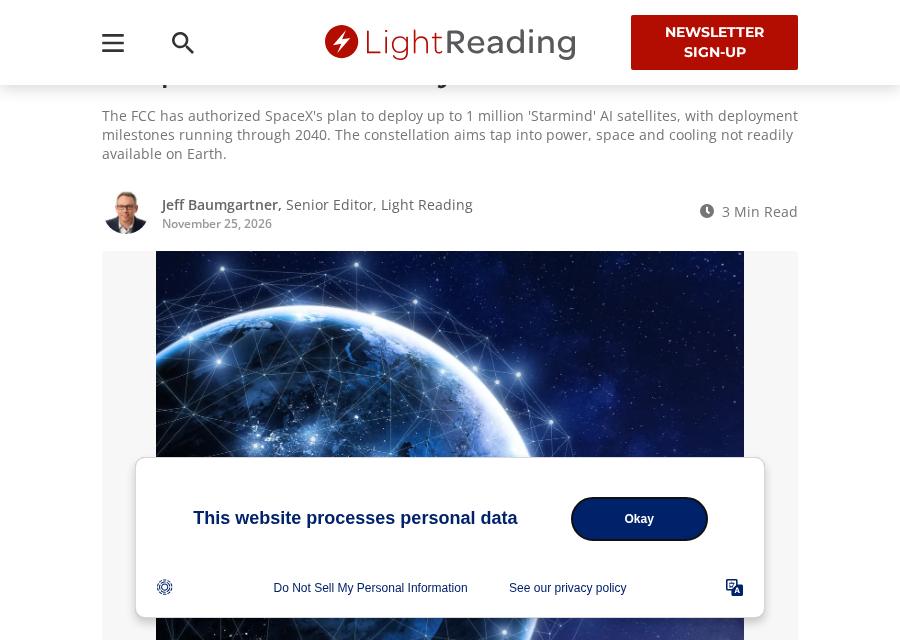 LightReading
NEWSLETTER
SIGN-UP
The FCC has authorized SpaceX's plan to deploy up to 1 million 'Starmind' AI satellites, with deployment
milestones running through 2040. The constellation aims tap into power, space and cooling not readily
available on Earth.
Jeff Baumgartner, Senior Editor, Light Reading
November 25, 2026
3 Min Read
This website processes personal data
Okay
Do Not Sell My Personal Information
See our privacy policy